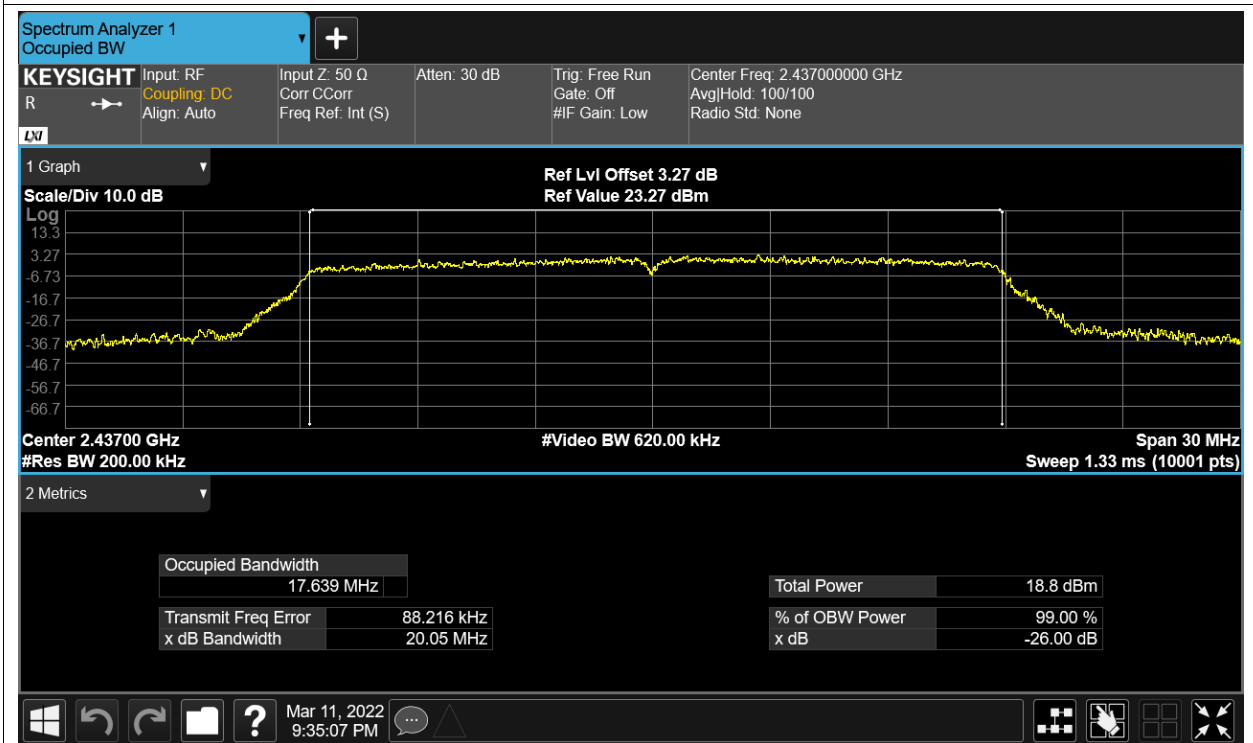 Spectrum Analyzer 1
Occupied BW
KEYSIGHT
R
LXI
Input: RF
Coupling: DC
Align: Auto
Input Z: 50 Ω
Corr CCorr
Freq Ref: Int (S)
Atten: 30 dB
Trig: Free Run
Gate: Off
#IF Gain: Low
Center Freq: 2.437000000 GHz
Avg|Hold: 100/100
Radio Std: None
1 Graph
Scale/Div 10.0 dB
Ref Lvl Offset 3.27 dB
Ref Value 23.27 dBm
Log
13.3
3.27
-6.73
-16.7
-26.7
-36.7
-46.7
-56.7
-66.7
Center 2.43700 GHz
#Res BW 200.00 kHz
#Video BW 620.00 kHz
Span 30 MHz
Sweep 1.33 ms (10001 pts)
2 Metrics
Occupied Bandwidth
17.639 MHz
Transmit Freq Error 88.216 kHz
x dB Bandwidth 20.05 MHz
Total Power 18.8 dBm
% of OBW Power 99.00 %
x dB -26.00 dB
?
Mar 11, 2022
9:35:07 PM